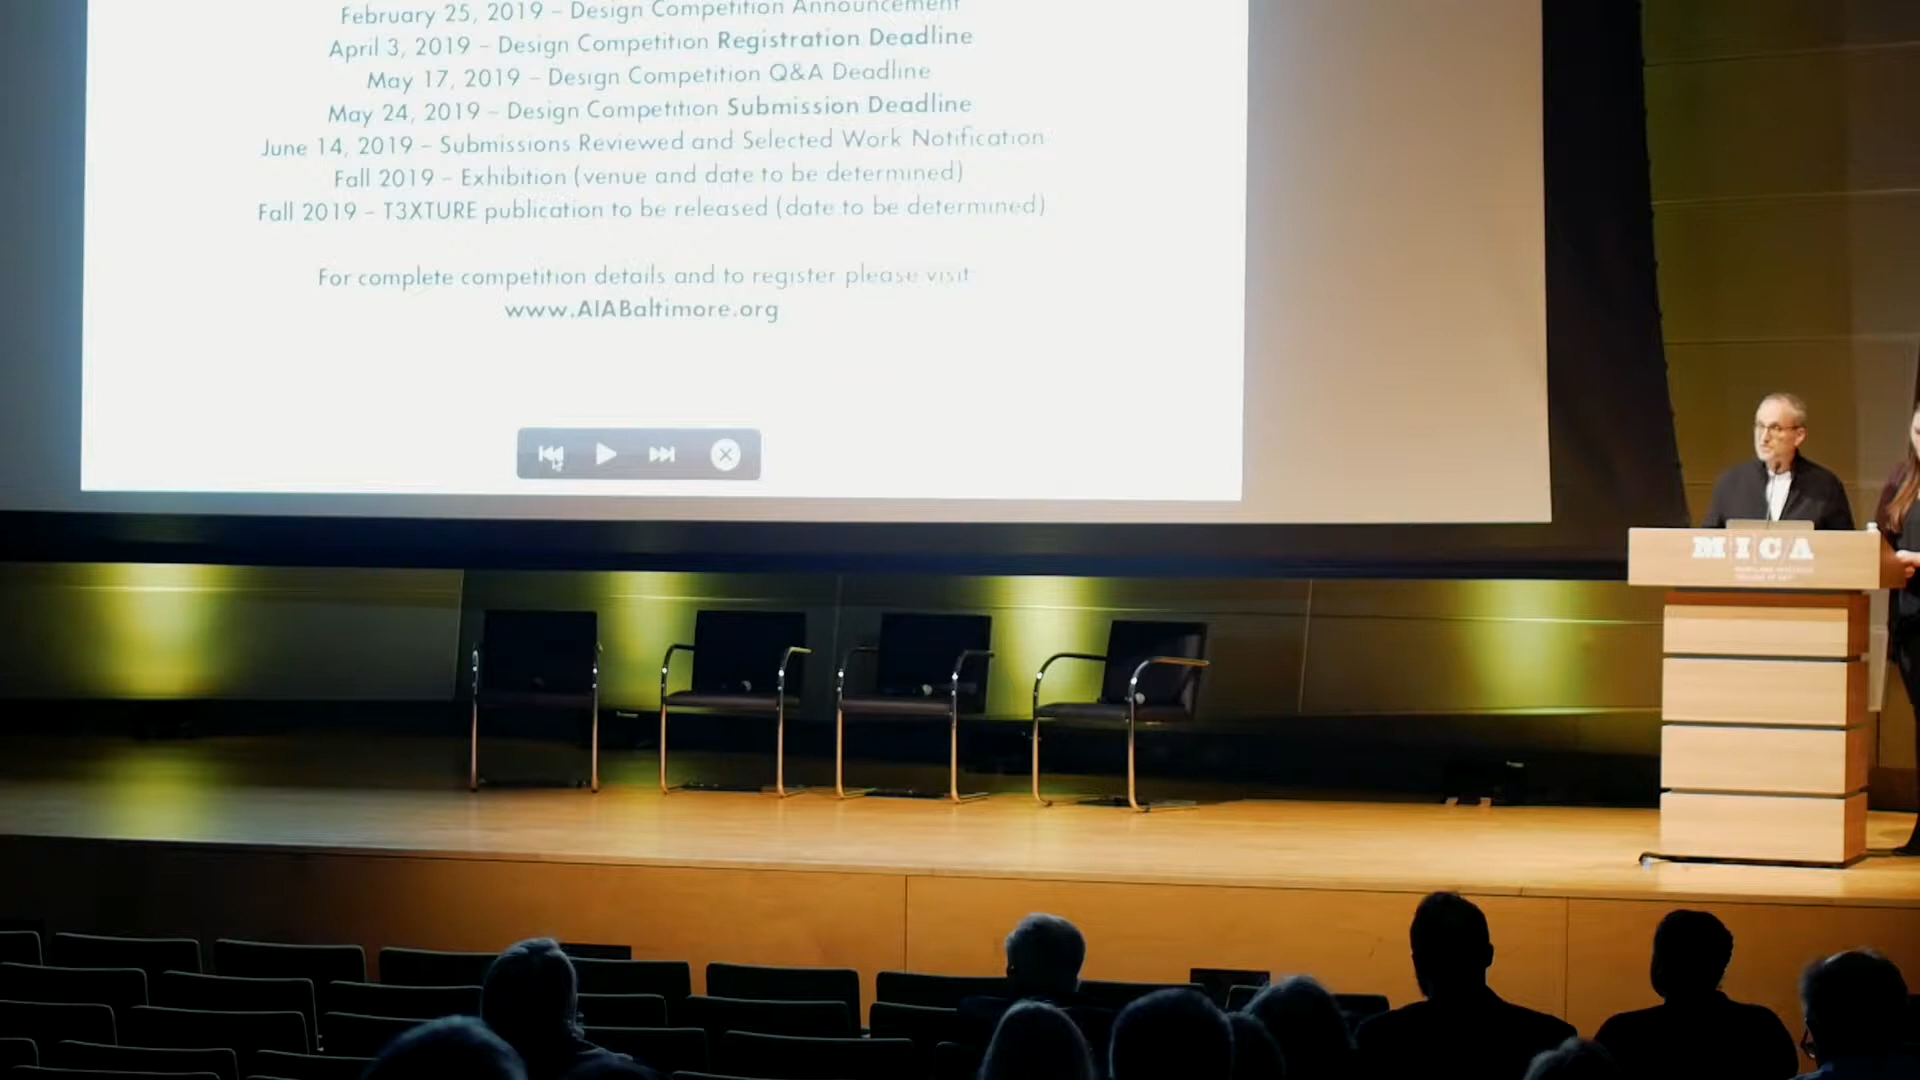 February 25, 2019 – Design Competition Announcement
April 3, 2019 – Design Competition Registration Deadline
May 17, 2019 – Design Competition Q&A Deadline
May 24, 2019 – Design Competition Submission Deadline
June 14, 2019 – Submissions Reviewed and Selected Work Notification
Fall 2019 – Exhibition (venue and date to be determined)
Fall 2019 – T3XTURE publication to be released (date to be determined)
For complete competition details and to register please visit
www.AIABaltimore.org
MICA